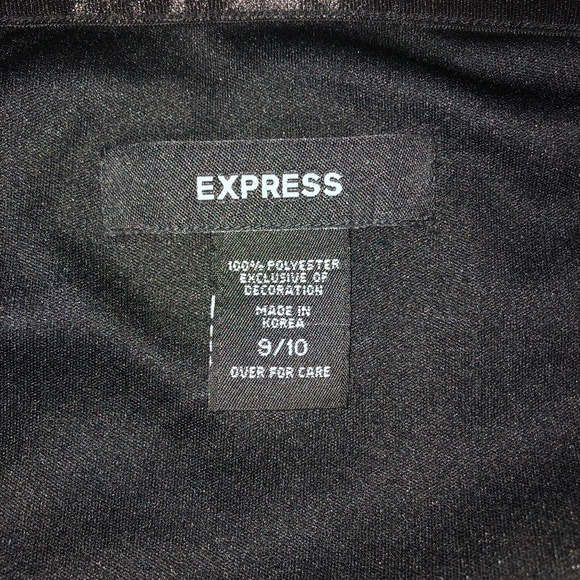 EXPRESS
100% POLYESTER
EXCLUSIVE OF
DECORATION
MADE IN
KOREA
9/10
OVER FOR CARE